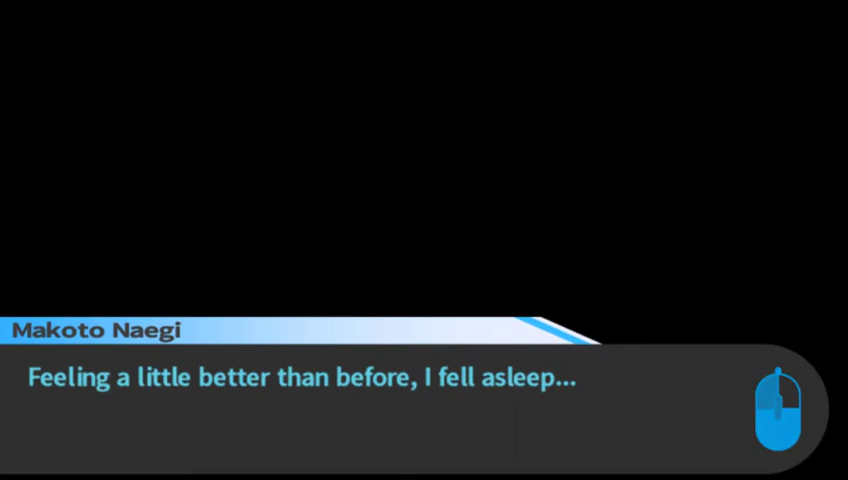 Makoto Naegi
Feeling a little better than before, I fell asleep...